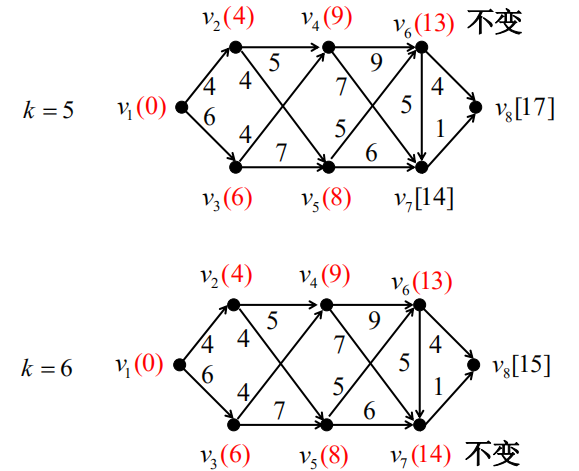 v₂(4) v₄(9) v₆(13) 不变
5 9
4 4 7 4
k = 5 v₁(0) 5 v₈[17]
6 4 5 1
7 6
v₃(6) v₅(8) v₇[14]
v₂(4) v₄(9) v₆(13)
5 9
4 4 7 4
k = 6 v₁(0) 5 v₈[15]
6 4 5 1
7 6
v₃(6) v₅(8) v₇(14) 不变